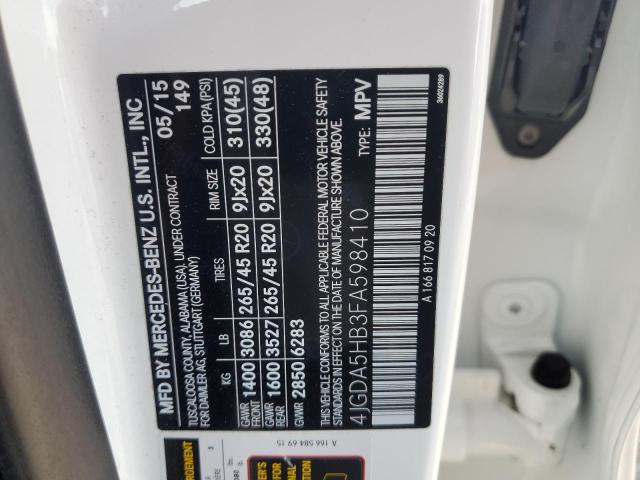 MFD BY MERCEDES-BENZ U.S. INTL., INC
TUSCALOOSA COUNTY, ALABAMA (USA), UNDER CONTRACT
FOR DAIMLER AG, STUTTGART (GERMANY)
05/15
149
KG LB TIRES RIM SIZE COLD KPA(PSI)
GAWR FRONT 1400 3086 265/45 R20 9Jx20 310(45)
GAWR REAR 1600 3527 265/45 R20 9Jx20 330(48)
GVWR 2850 6283
THIS VEHICLE CONFORMS TO ALL APPLICABLE FEDERAL MOTOR VEHICLE SAFETY
STANDARDS IN EFFECT ON THE DATE OF MANUFACTURE SHOWN ABOVE.
4JGDA5HB3FA598410 TYPE: MPV
A 166 817 09 20
36024289
A 166 584 69 15